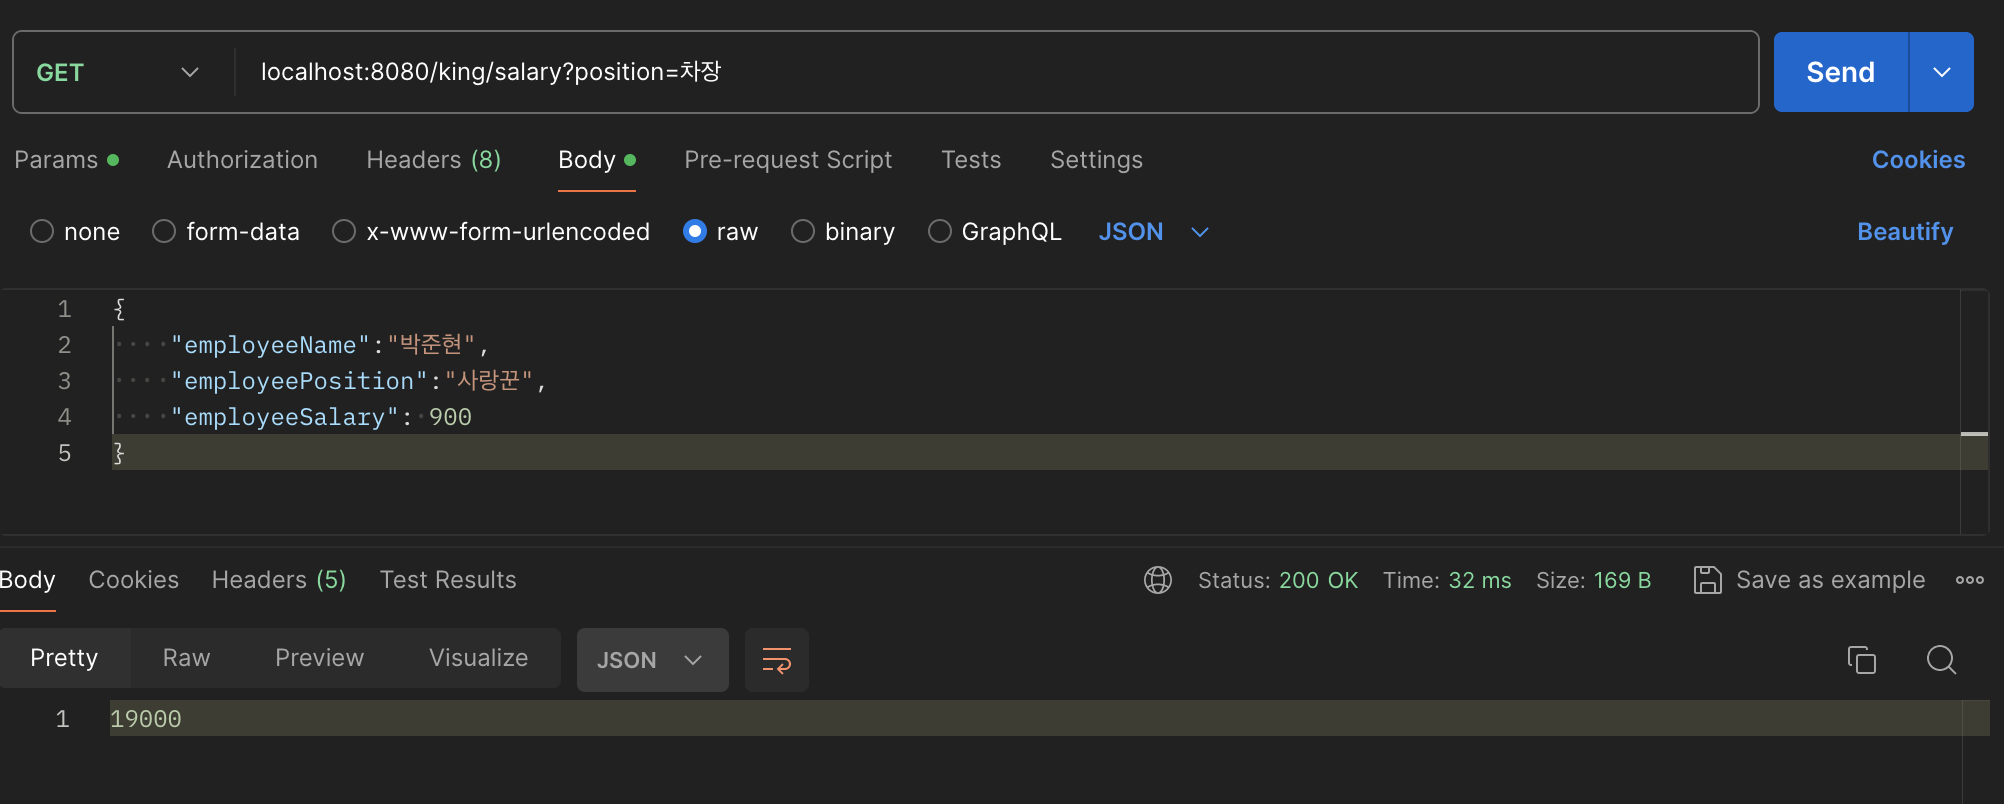 GET localhost:8080/king/salary?position=차장 Send
Params Authorization Headers (8) Body Pre-request Script Tests Settings Cookies
none form-data x-www-form-urlencoded raw binary GraphQL JSON Beautify
1 {
2 ····"employeeName":"박준현",
3 ····"employeePosition":"사랑꾼",
4 ····"employeeSalary":·900
5 }
Body Cookies Headers (5) Test Results Status: 200 OK Time: 32 ms Size: 169 B Save as example
Pretty Raw Preview Visualize JSON
1 19000